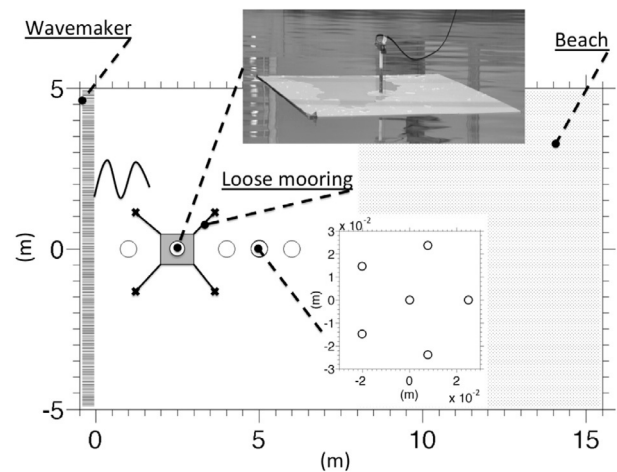 Wavemaker
Beach
5
Loose mooring
(m)
0
-5
0
5
10
15
(m)
x 10⁻²
3
2
1
0
-1
-2
-3
(m)
-2
0
2
(m)
x 10⁻²